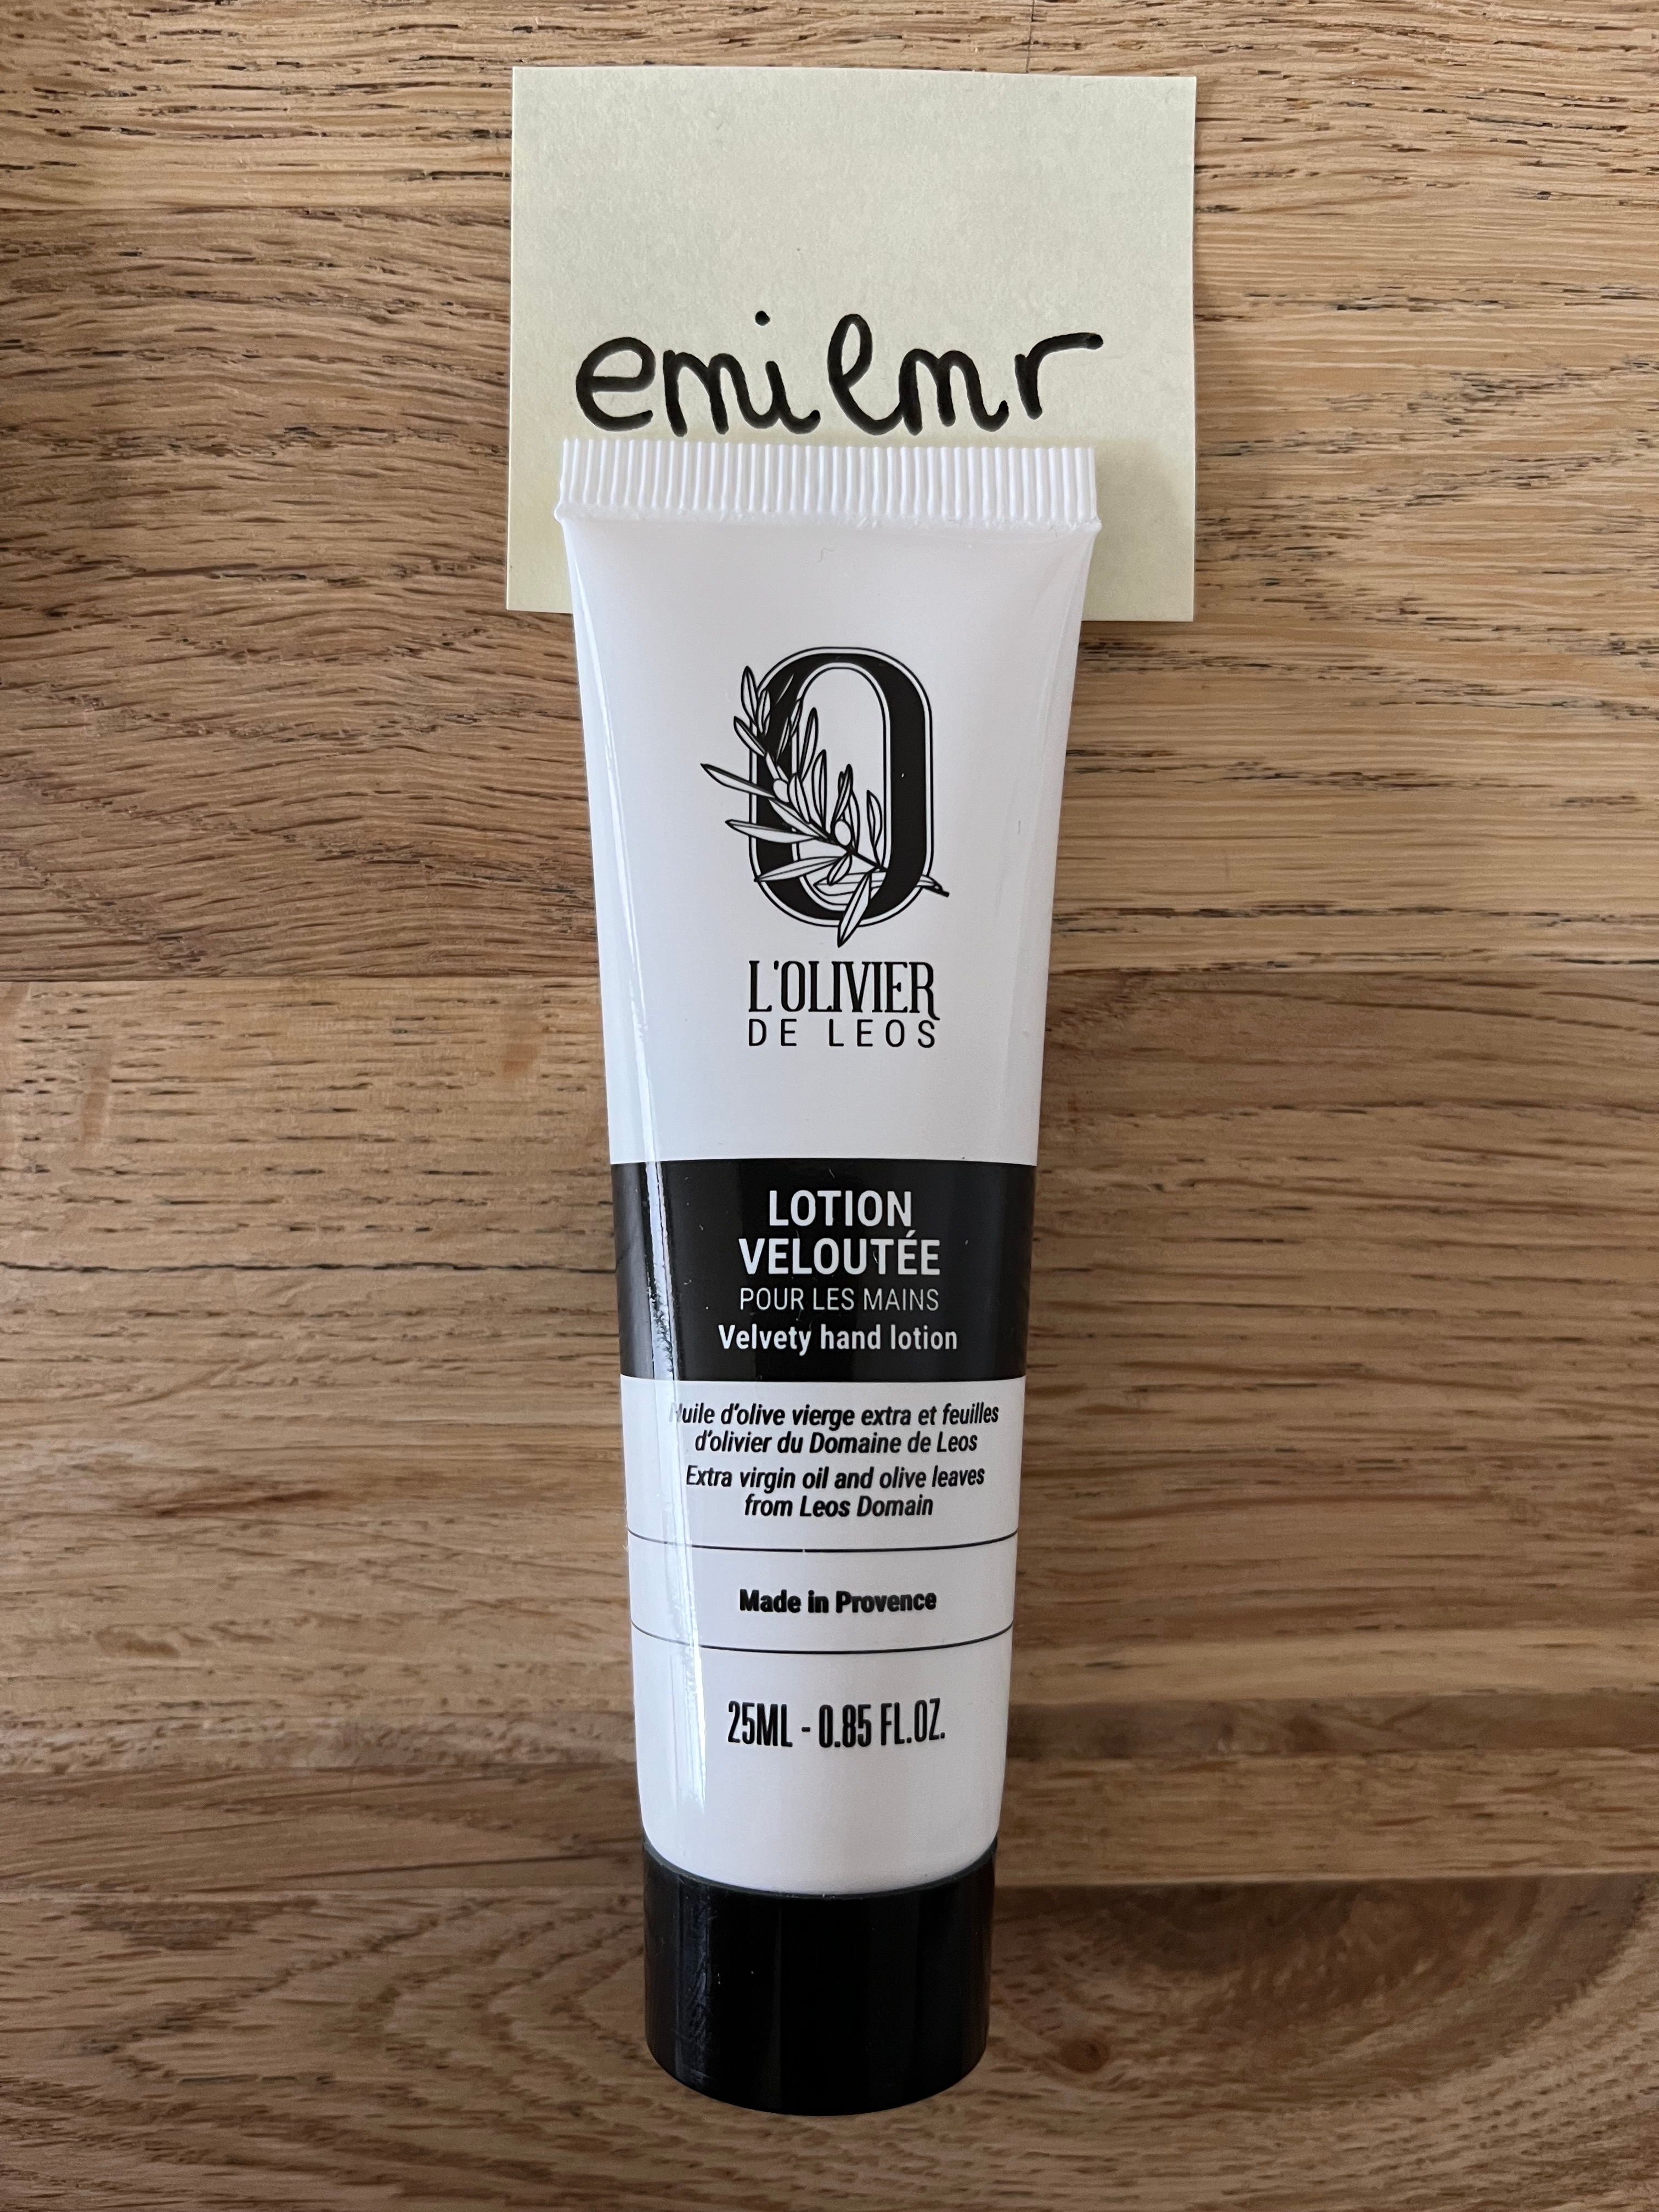 emilmr
L'OLIVIER
DE LEOS
LOTION
VELOUTÉE
POUR LES MAINS
Velvety hand lotion
Huile d'olive vierge extra et feuilles
d'olivier du Domaine de Leos
Extra virgin oil and olive leaves
from Leos Domain
Made in Provence
25ML - 0.85 FL.OZ.